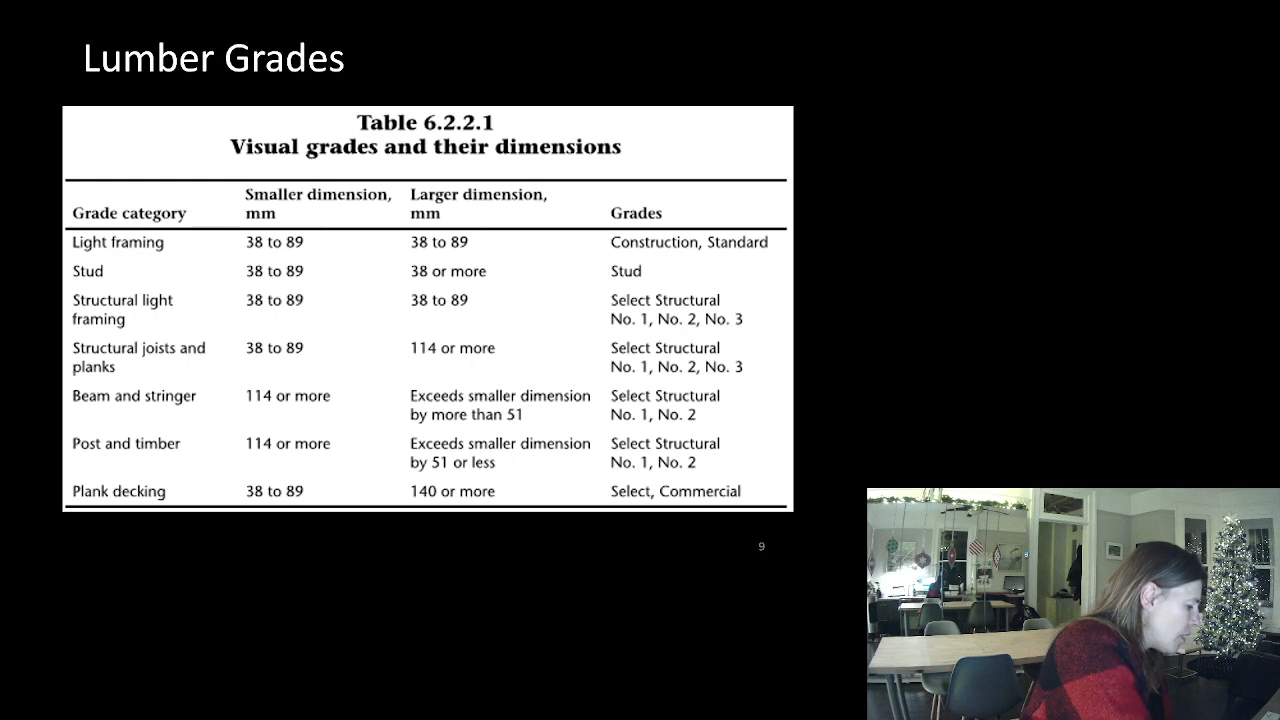 Lumber Grades
Table 6.2.2.1
Visual grades and their dimensions
Grade category
Smaller dimension, mm
Larger dimension, mm
Grades
Light framing
38 to 89
38 to 89
Construction, Standard
Stud
38 to 89
38 or more
Stud
Structural light framing
38 to 89
38 to 89
Select Structural
No. 1, No. 2, No. 3
Structural joists and planks
38 to 89
114 or more
Select Structural
No. 1, No. 2, No. 3
Beam and stringer
114 or more
Exceeds smaller dimension by more than 51
Select Structural
No. 1, No. 2
Post and timber
114 or more
Exceeds smaller dimension by 51 or less
Select Structural
No. 1, No. 2
Plank decking
38 to 89
140 or more
Select, Commercial
9